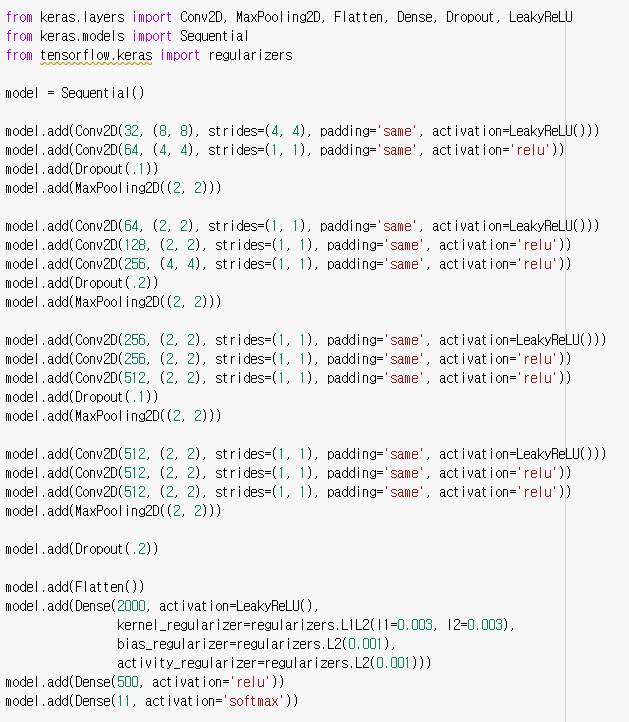 from keras.layers import Conv2D, MaxPooling2D, Flatten, Dense, Dropout, LeakyReLU
from keras.models import Sequential
from tensorflow.keras import regularizers

model = Sequential()

model.add(Conv2D(32, (8, 8), strides=(4, 4), padding='same', activation=LeakyReLU()))
model.add(Conv2D(64, (4, 4), strides=(1, 1), padding='same', activation='relu'))
model.add(Dropout(.1))
model.add(MaxPooling2D((2, 2)))

model.add(Conv2D(64, (2, 2), strides=(1, 1), padding='same', activation=LeakyReLU()))
model.add(Conv2D(128, (2, 2), strides=(1, 1), padding='same', activation='relu'))
model.add(Conv2D(256, (4, 4), strides=(1, 1), padding='same', activation='relu'))
model.add(Dropout(.2))
model.add(MaxPooling2D((2, 2)))

model.add(Conv2D(256, (2, 2), strides=(1, 1), padding='same', activation=LeakyReLU()))
model.add(Conv2D(256, (2, 2), strides=(1, 1), padding='same', activation='relu'))
model.add(Conv2D(512, (2, 2), strides=(1, 1), padding='same', activation='relu'))
model.add(Dropout(.1))
model.add(MaxPooling2D((2, 2)))

model.add(Conv2D(512, (2, 2), strides=(1, 1), padding='same', activation=LeakyReLU()))
model.add(Conv2D(512, (2, 2), strides=(1, 1), padding='same', activation='relu'))
model.add(Conv2D(512, (2, 2), strides=(1, 1), padding='same', activation='relu'))
model.add(MaxPooling2D((2, 2)))

model.add(Dropout(.2))

model.add(Flatten())
model.add(Dense(2000, activation=LeakyReLU(),
                kernel_regularizer=regularizers.L1L2(l1=0.003, l2=0.003),
                bias_regularizer=regularizers.L2(0.001),
                activity_regularizer=regularizers.L2(0.001)))
model.add(Dense(500, activation='relu'))
model.add(Dense(11, activation='softmax'))